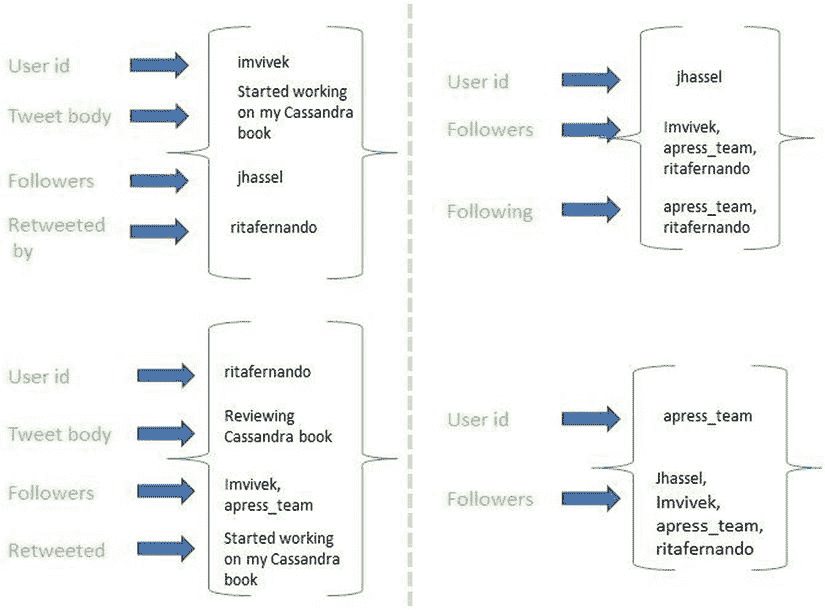 User id
imvivek
Tweet body
Started working
on my Cassandra
book
Followers
jhassel
Retweeted
by
ritafernando
User id
jhassel
Followers
Imvivek,
apress_team,
ritafernando
Following
apress_team,
ritafernando
User id
ritafernando
Tweet body
Reviewing
Cassandra book
Followers
Imvivek,
apress_team
Retweeted
Started working
on my Cassandra
book
User id
apress_team
Followers
Jhassel,
Imvivek,
apress_team,
ritafernando